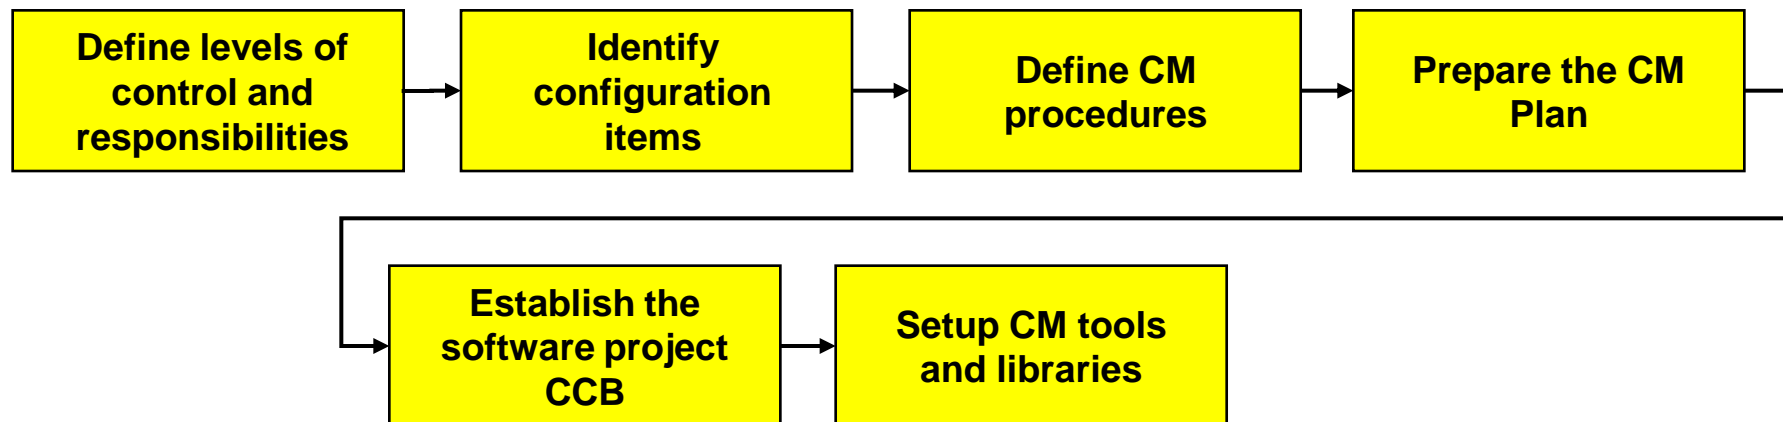 Define levels of
control and
responsibilities
Identify
configuration
items
Define CM
procedures
Prepare the CM
Plan
Establish the
software project
CCB
Setup CM tools
and libraries